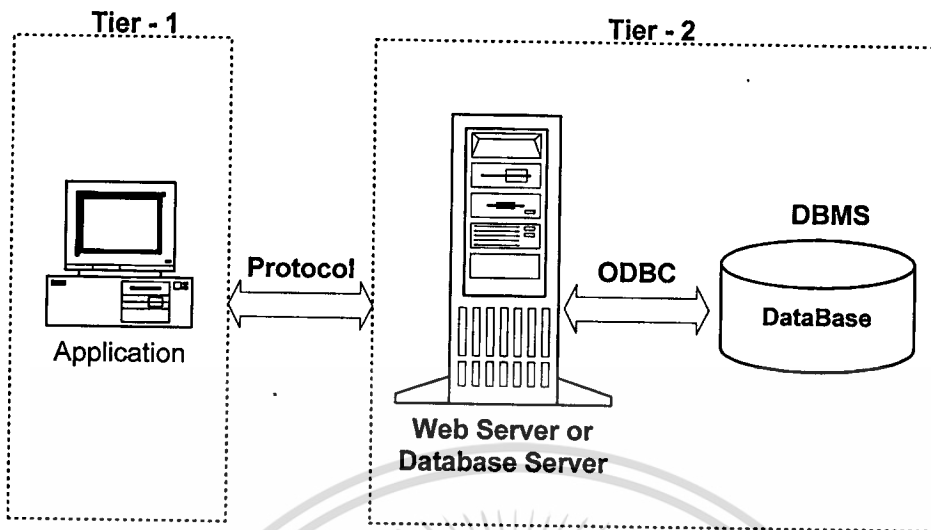 Tier - 1
Tier - 2
Protocol
Application
ODBC
DBMS
DataBase
Web Server or
Database Server